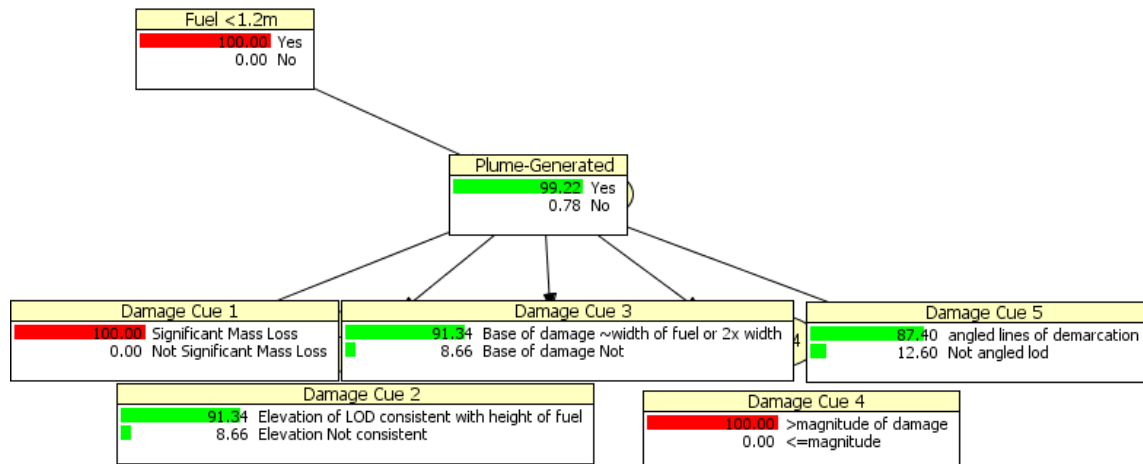 Fuel <1.2m
100.00 Yes
0.00 No
Plume-Generated
99.22 Yes
0.78 No
Damage Cue 1
100.00 Significant Mass Loss
0.00 Not Significant Mass Loss
Damage Cue 3
91.34 Base of damage ~width of fuel or 2x width
8.66 Base of damage Not
4
Damage Cue 5
87.40 angled lines of demarcation
12.60 Not angled lod
Damage Cue 2
91.34 Elevation of LOD consistent with height of fuel
8.66 Elevation Not consistent
Damage Cue 4
100.00 >magnitude of damage
0.00 <=magnitude